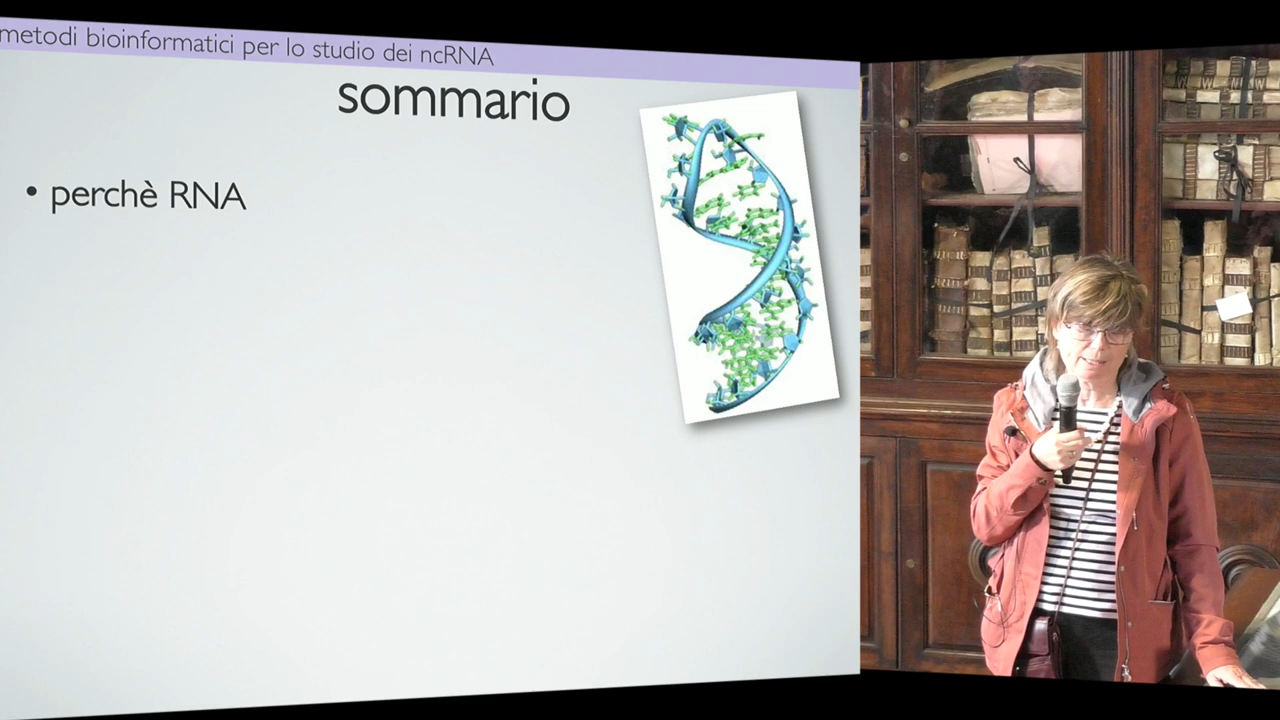 metodi bioinformatici per lo studio dei ncRNA
sommario
• perchè RNA